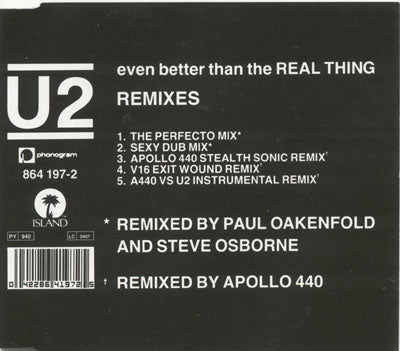 U2
even better than the REAL THING
REMIXES
1. THE PERFECTO MIX*
2. SEXY DUB MIX*
3. APOLLO 440 STEALTH SONIC REMIX†
4. V16 EXIT WOUND REMIX†
5. A440 VS U2 INSTRUMENTAL REMIX†
phonogram
864 197-2
ISLAND
PY 940
LC 0407
* REMIXED BY PAUL OAKENFOLD
AND STEVE OSBORNE
† REMIXED BY APOLLO 440
0 42286 41972 5